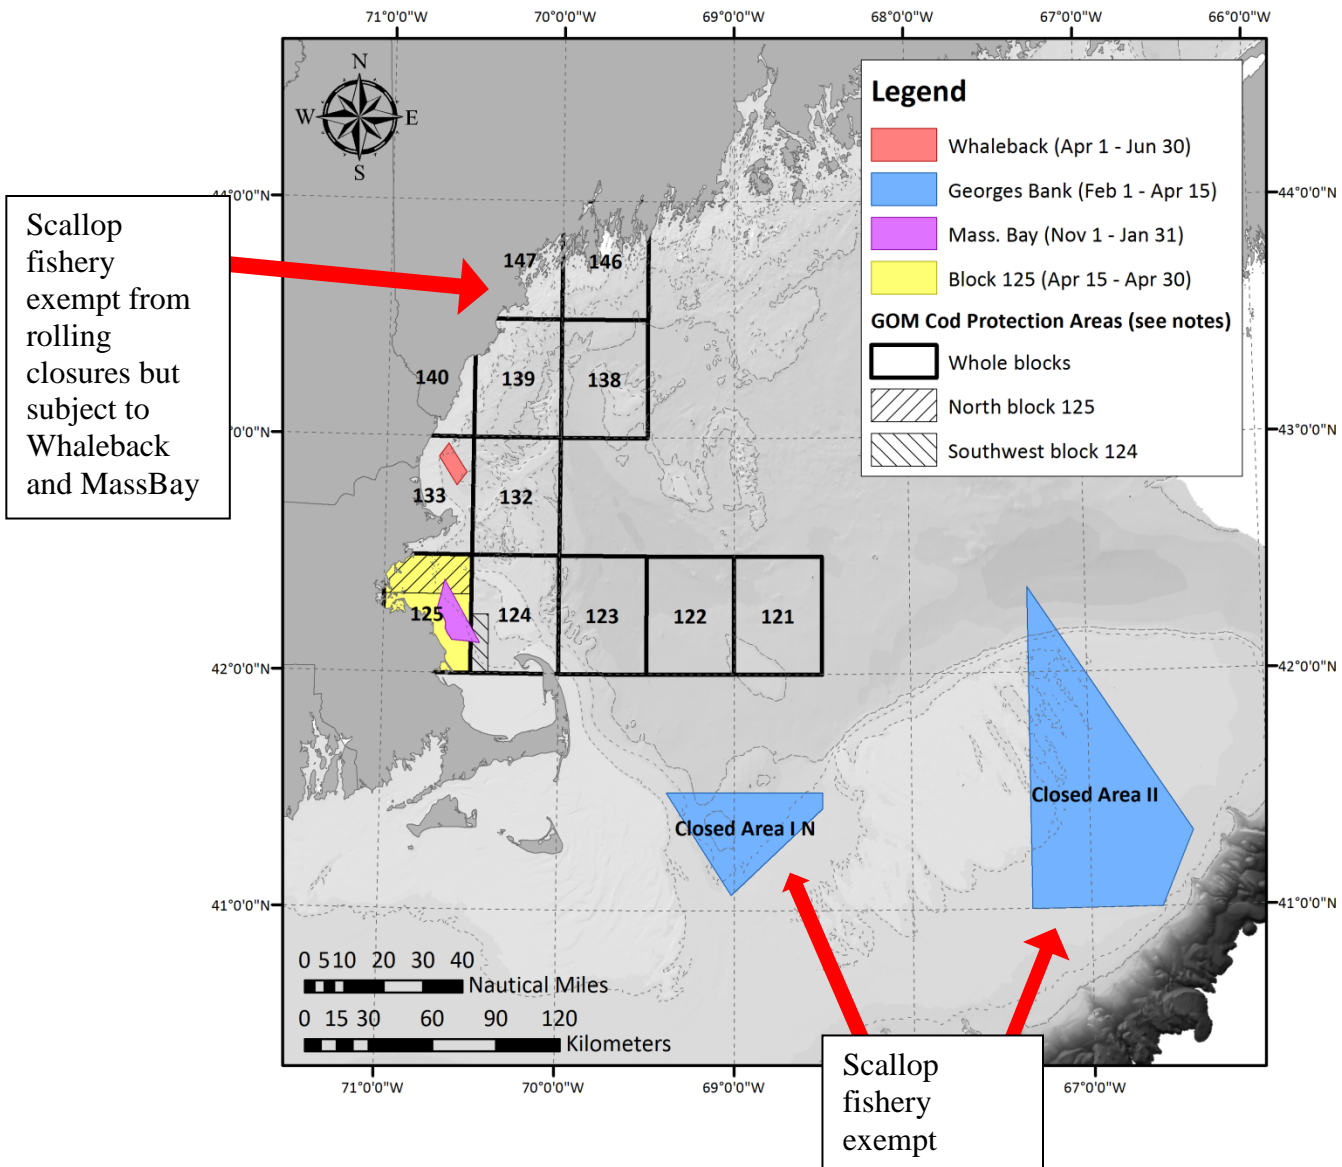 71°0'0"W
70°0'0"W
69°0'0"W
68°0'0"W
67°0'0"W
66°0'0"W
N
W
E
S
Legend
Whaleback (Apr 1 - Jun 30)
Georges Bank (Feb 1 - Apr 15)
Mass. Bay (Nov 1 - Jan 31)
Block 125 (Apr 15 - Apr 30)
GOM Cod Protection Areas (see notes)
Whole blocks
North block 125
Southwest block 124
Scallop
fishery
exempt from
rolling
closures but
subject to
Whaleback
and MassBay
44°0'0"N
44°0'0"N
147
146
140
139
138
0'0"N
43°0'0"N
133
132
125
124
123
122
121
42°0'0"N
42°0'0"N
Closed Area I N
Closed Area II
41°0'0"N
41°0'0"N
0 5 10 20 30 40
Nautical Miles
0 15 30 60 90 120
Kilometers
Scallop
fishery
exempt
71°0'0"W
70°0'0"W
69°0'0"W
67°0'0"W